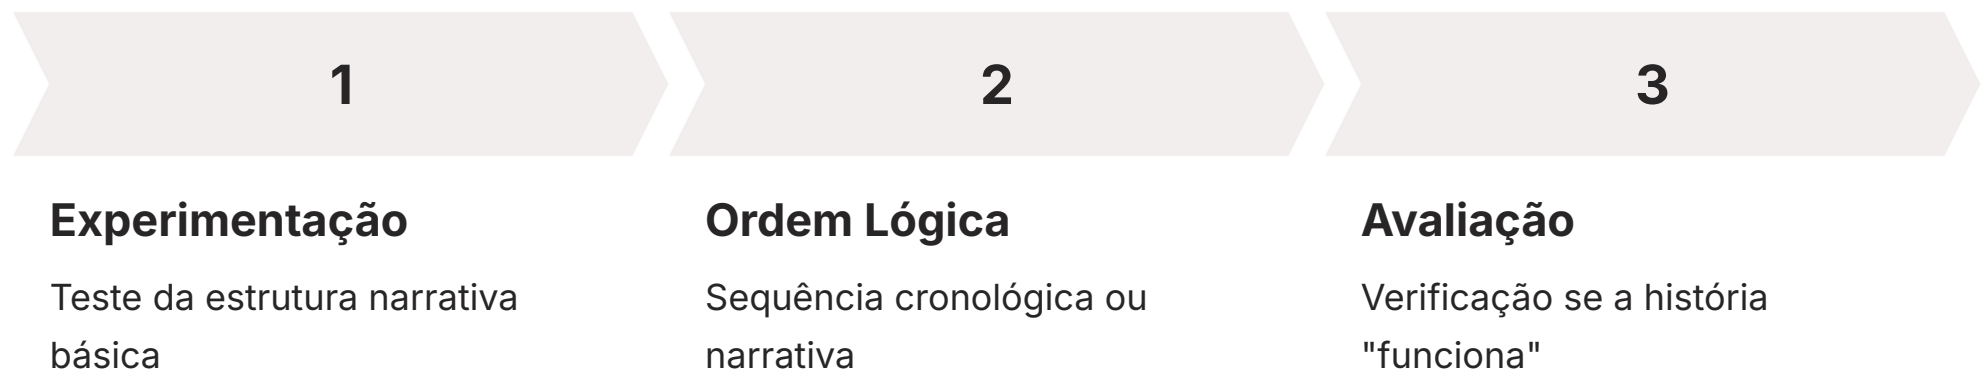 1
Experimentação
Teste da estrutura narrativa
básica
2
Ordem Lógica
Sequência cronológica ou
narrativa
3
Avaliação
Verificação se a história
"funciona"